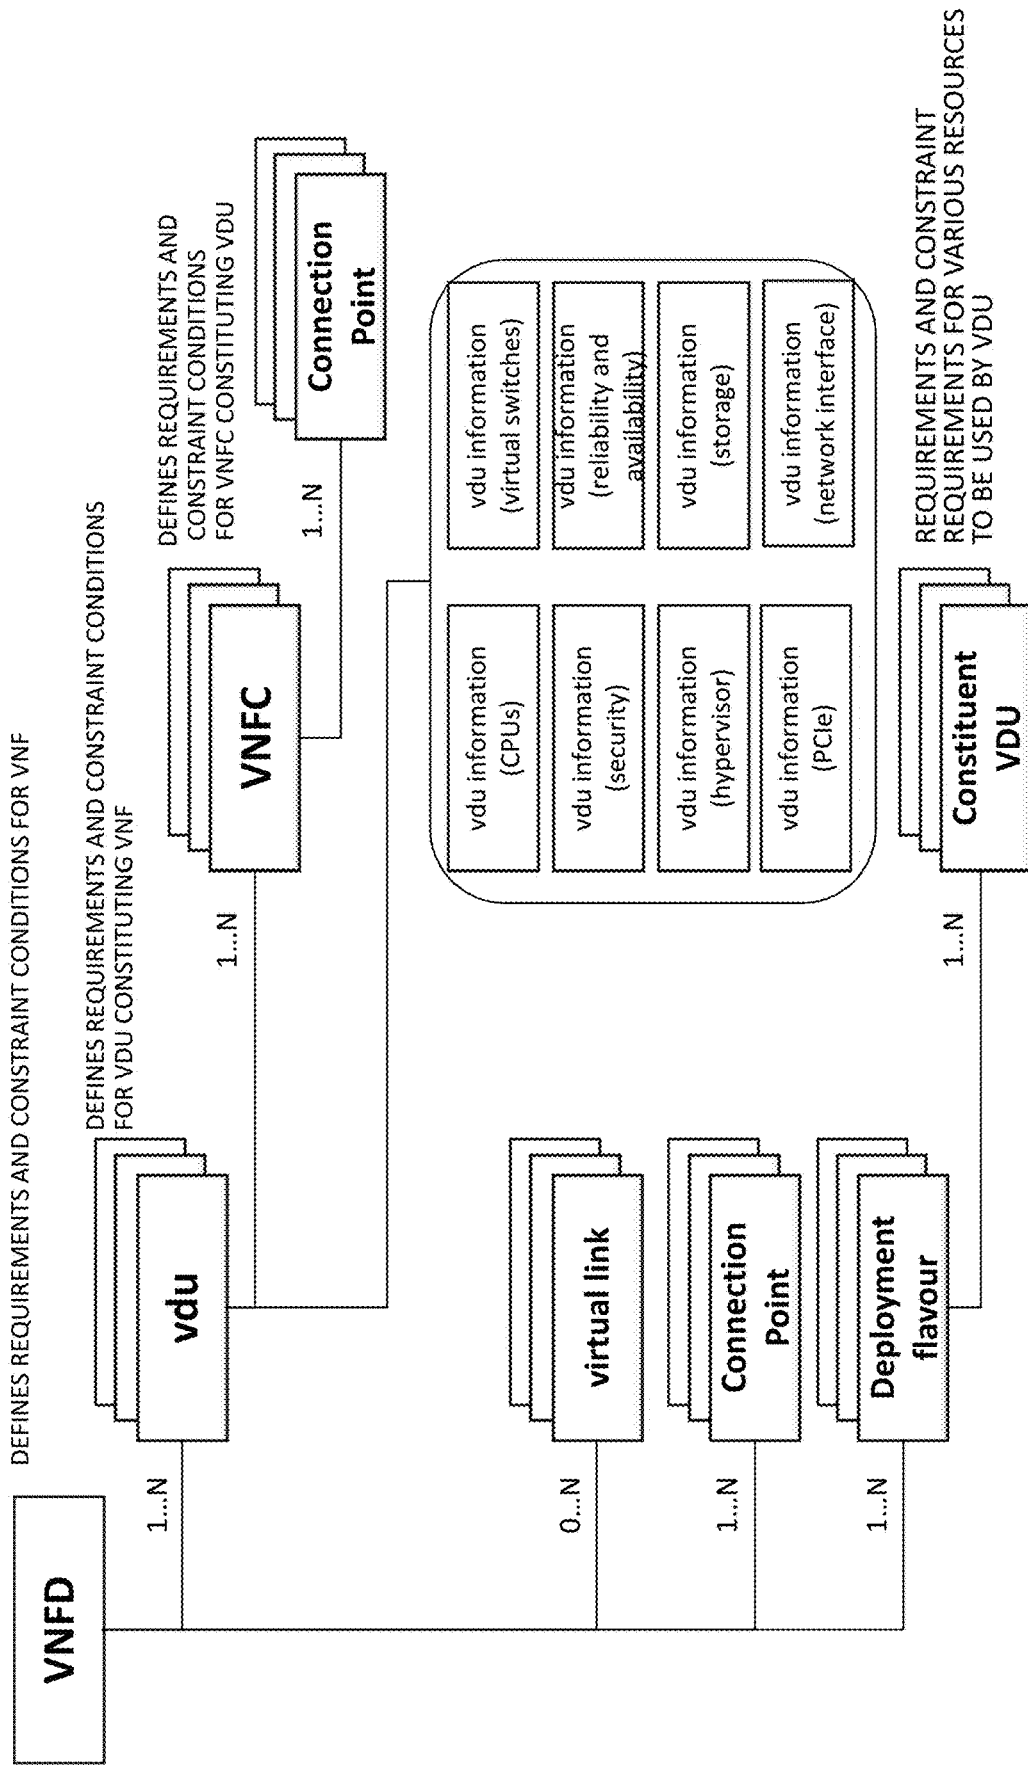 DEFINES REQUIREMENTS AND CONSTRAINT CONDITIONS FOR VNF
VNFD
DEFINES REQUIREMENTS AND CONSTRAINT CONDITIONS
FOR VDU CONSTITUTING VNF
1...N
vdu
DEFINES REQUIREMENTS AND
CONSTRAINT CONDITIONS
FOR VNFC CONSTITUTING VDU
1...N
VNFC
1...N
Connection
Point
vdu information
(CPUs)
vdu information
(virtual switches)
vdu information
(security)
vdu information
(reliability and
availability)
vdu information
(hypervisor)
vdu information
(storage)
vdu information
(PCIe)
vdu information
(network interface)
0...N
virtual link
1...N
Connection
Point
1...N
Deployment
flavour
1...N
Constituent
VDU
REQUIREMENTS AND CONSTRAINT
REQUIREMENTS FOR VARIOUS RESOURCES
TO BE USED BY VDU